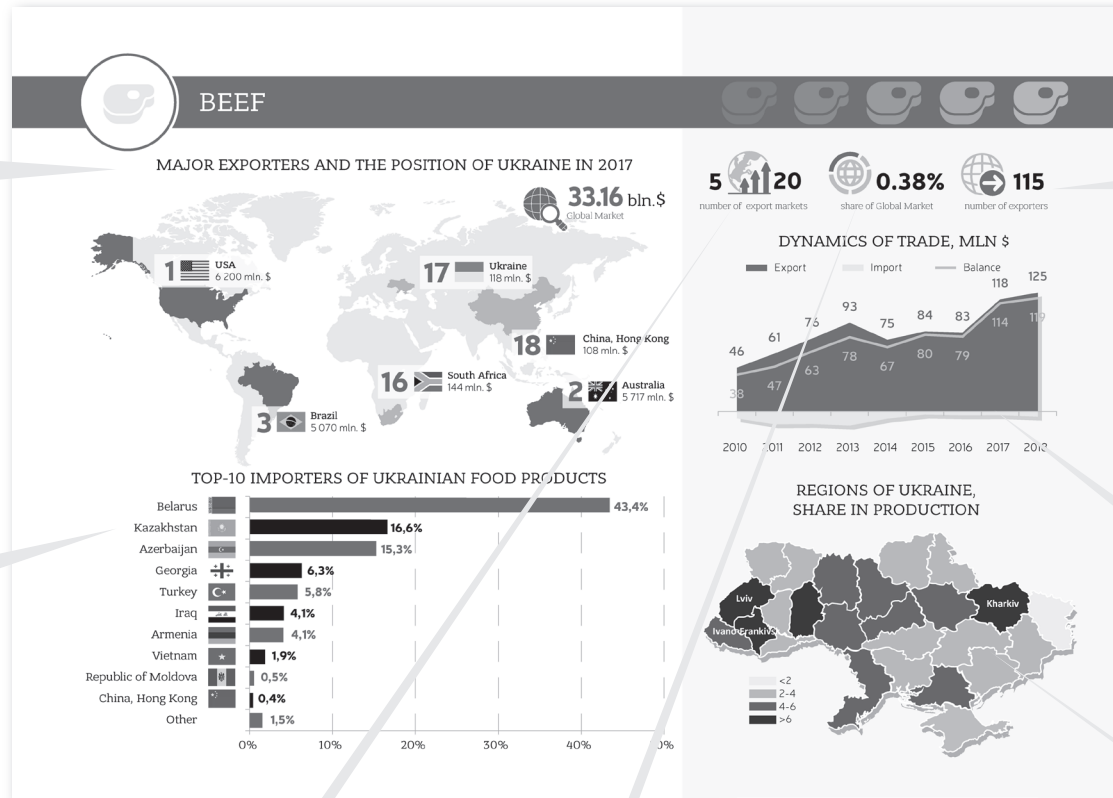 BEEF
MAJOR EXPORTERS AND THE POSITION OF UKRAINE IN 2017
33.16 bln.$
Global Market
1 USA
6 200 mln. $
17 Ukraine
118 mln. $
18 China, Hong Kong
108 mln. $
16 South Africa
144 mln. $
2 Australia
5 717 mln. $
3 Brazil
5 070 mln. $
TOP-10 IMPORTERS OF UKRAINIAN FOOD PRODUCTS
Belarus 43,4%
Kazakhstan 16,6%
Azerbaijan 15,3%
Georgia 6,3%
Turkey 5,8%
Iraq 4,1%
Armenia 4,1%
Vietnam 1,9%
Republic of Moldova 0,5%
China, Hong Kong 0,4%
Other 1,5%
0% 10% 20% 30% 40% 0%
5 20
number of export markets
0.38%
share of Global Market
115
number of exporters
DYNAMICS OF TRADE, MLN $
Export Import Balance
46 61 76 93 75 84 83 118 125
38 47 63 78 67 80 79 114 119
2010 2011 2012 2013 2014 2015 2016 2017 2018
REGIONS OF UKRAINE,
SHARE IN PRODUCTION
Lviv
Ivano-Frankivs
Kharkiv
<2
2-4
4-6
>6